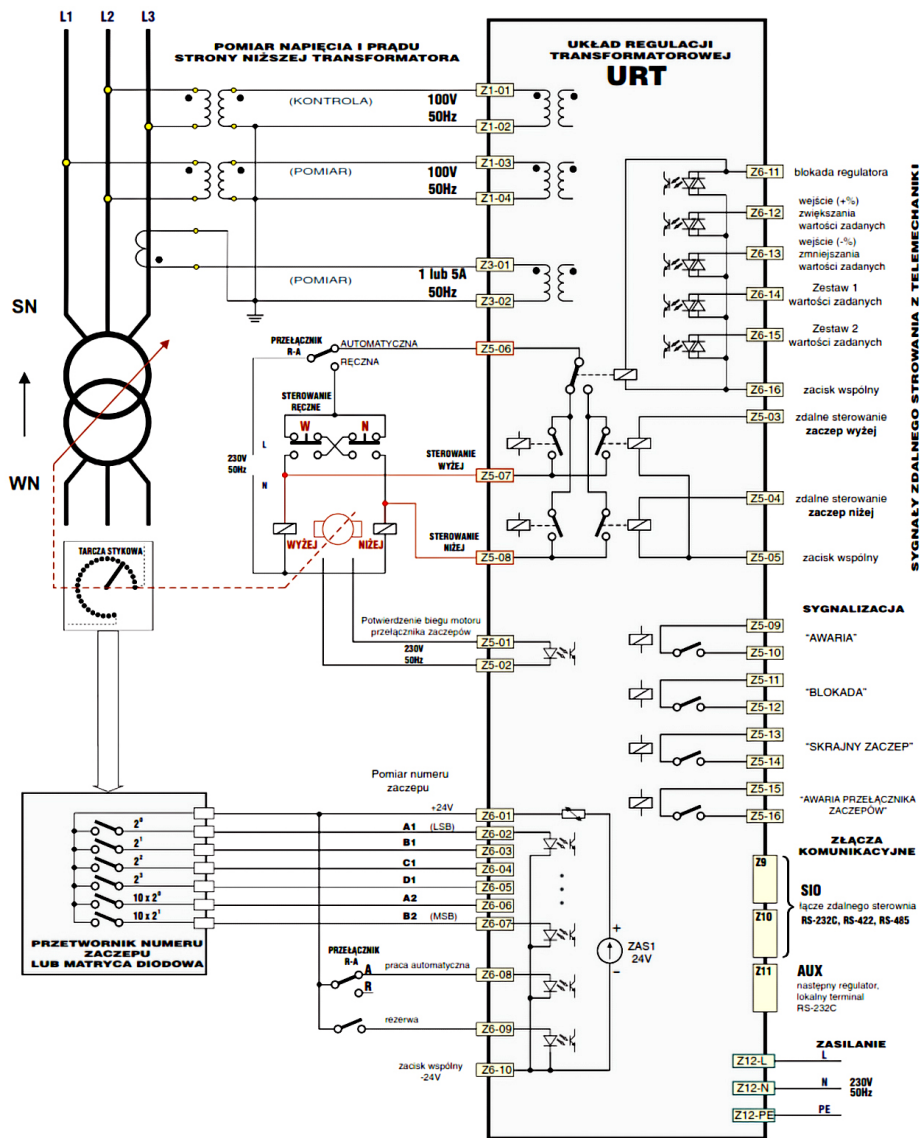 L1 L2 L3
POMIAR NAPIĘCIA I PRĄDU
STRONY NIŻSZEJ TRANSFORMATORA
UKŁAD REGULACJI
TRANSFORMATOROWEJ
URT
(KONTROLA)
100V
50Hz
Z1-01
Z1-02
(POMIAR)
100V
50Hz
Z1-03
Z1-04
(POMIAR)
1 lub 5A
50Hz
Z3-01
Z3-02
SN
WN
PRZEŁĄCZNIK
R-A
AUTOMATYCZNA
RĘCZNA
Z5-06
STEROWANIE
RĘCZNE
W N
L
230V
50Hz
N
STEROWANIE
WYŻEJ
Z5-07
WYŻEJ NIŻEJ
STEROWANIE
NIŻEJ
Z5-08
TARCZA STYKOWA
Potwierdzenie biegu motoru
przełącznika zaczepów
230V
50Hz
Z5-01
Z5-02
Pomiar numeru
zaczepu
+24V
Z6-01
2⁰ A1 (LSB) Z6-02
2¹ B1 Z6-03
2² C1 Z6-04
2³ D1 Z6-05
10 x 2⁰ A2 Z6-06
10 x 2¹ B2 (MSB) Z6-07
PRZETWORNIK NUMERU
ZACZEPU
LUB MATRYCA DIODOWA
PRZEŁĄCZNIK
R-A
A
R
praca automatyczna
Z6-08
rezerwa
Z6-09
zacisk wspólny
-24V
Z6-10
+
ZAS1
24V
−
SYGNAŁY ZDALNEGO STROWANIA Z TELEMECHANIKI
Z6-11 blokada regulatora
Z6-12
wejście (+%)
zwiększania
wartości zadanych
Z6-13
wejście (-%)
zmniejszania
wartości zadanych
Z6-14
Zestaw 1
wartości zadanych
Z6-15
Zestaw 2
wartości zadanych
Z6-16 zacisk wspólny
Z5-03
zdalne sterowanie
zaczep wyżej
Z5-04
zdalne sterowanie
zaczep niżej
Z5-05 zacisk wspólny
SYGNALIZACJA
Z5-09
Z5-10
"AWARIA"
Z5-11
Z5-12
"BLOKADA"
Z5-13
Z5-14
"SKRAJNY ZACZEP"
Z5-15
Z5-16
"AWARIA PRZEŁĄCZNIKA
ZACZEPÓW"
ZŁĄCZA
KOMUNIKACYJNE
Z9
Z10
SIO
łącze zdalnego sterownia
RS-232C, RS-422, RS-485
Z11
AUX
następny regulator,
lokalny terminal
RS-232C
ZASILANIE
Z12-L L
Z12-N N
230V
50Hz
Z12-PE PE